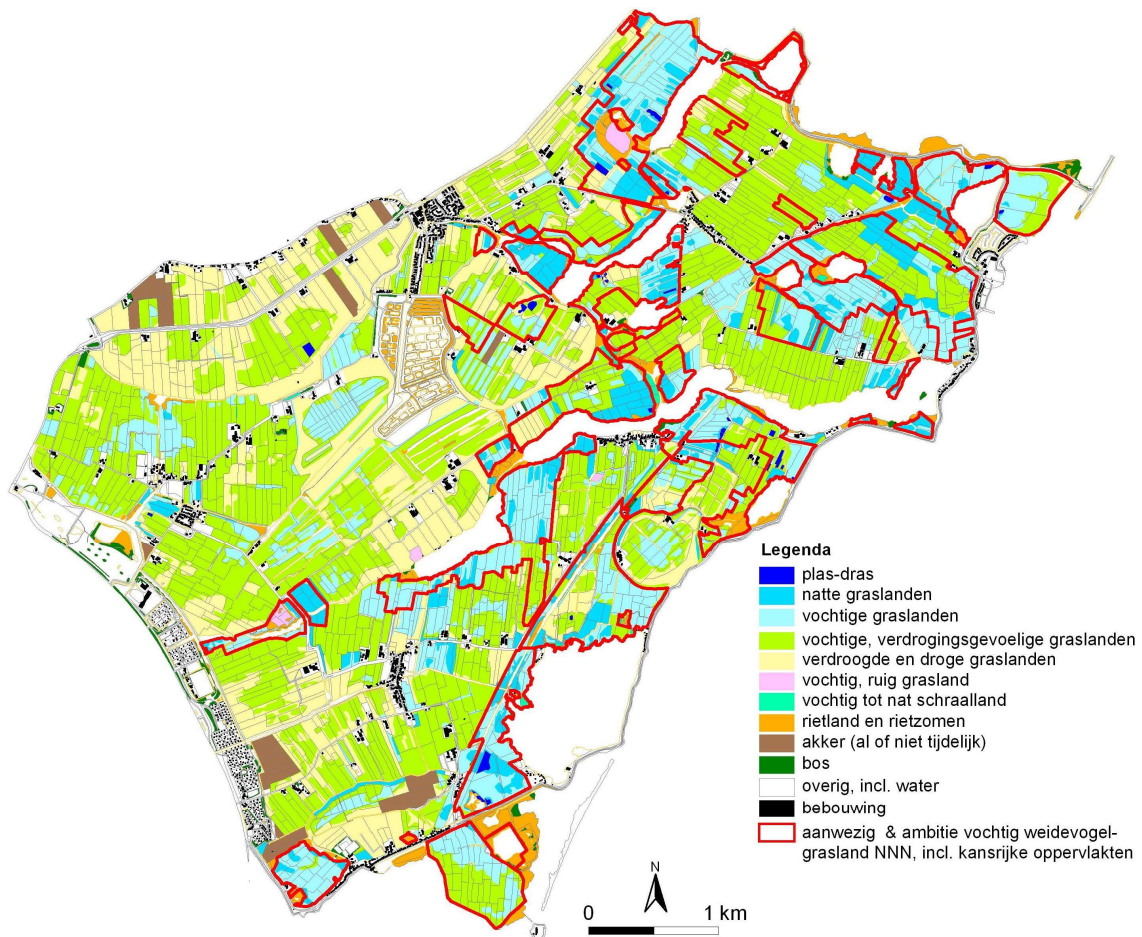 Legenda
plas-dras
natte graslanden
vochtige graslanden
vochtige, verdrogingsgevoelige graslanden
verdroogde en droge graslanden
vochtig, ruig grasland
vochtig tot nat schraalland
rietland en rietzomen
akker (al of niet tijdelijk)
bos
overig, incl. water
bebouwing
aanwezig & ambitie vochtig weidevogel-
grasland NNN, incl. kansrijke oppervlakten
N
0 1 km